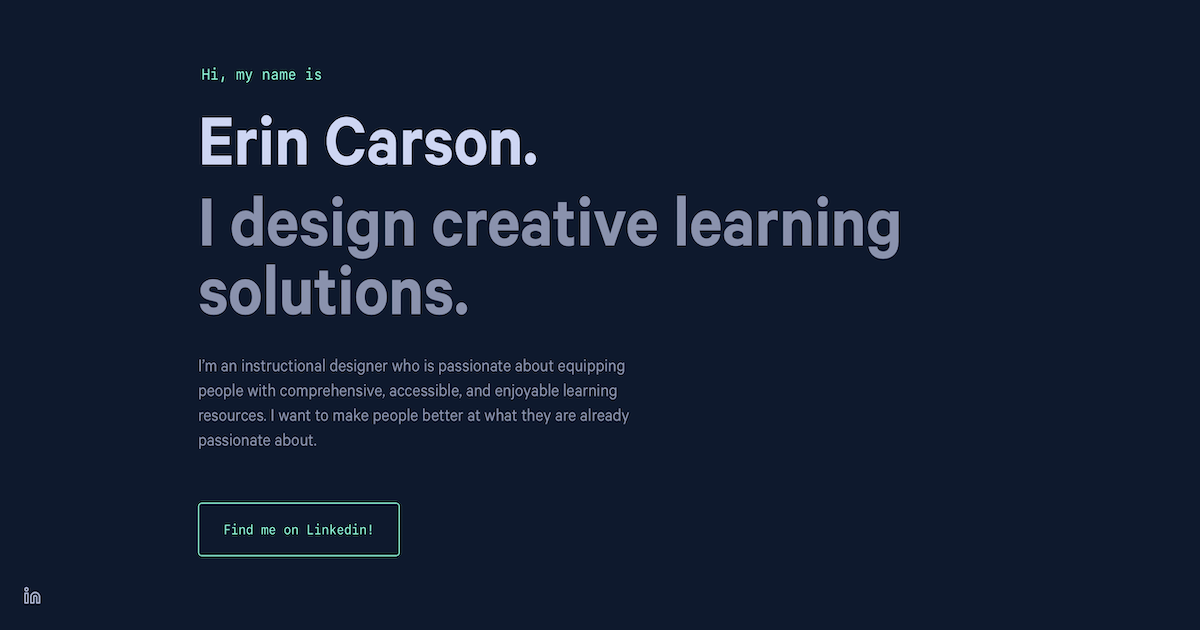 Hi, my name is
Erin Carson.
I design creative learning
solutions.
I'm an instructional designer who is passionate about equipping
people with comprehensive, accessible, and enjoyable learning
resources. I want to make people better at what they are already
passionate about.
Find me on Linkedin!
in